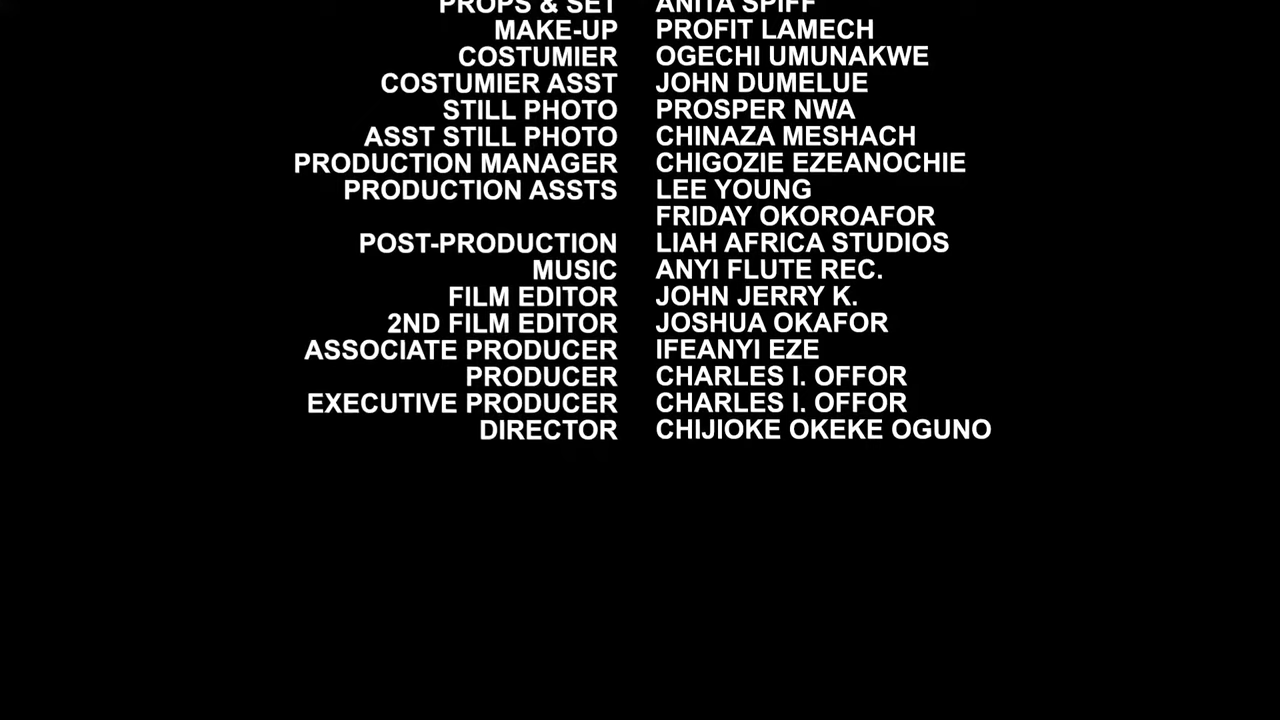 PROPS & SET ANITA SPIFF
MAKE-UP PROFIT LAMECH
COSTUMIER OGECHI UMUNAKWE
COSTUMIER ASST JOHN DUMELUE
STILL PHOTO PROSPER NWA
ASST STILL PHOTO CHINAZA MESHACH
PRODUCTION MANAGER CHIGOZIE EZEANOCHIE
PRODUCTION ASSTS LEE YOUNG
FRIDAY OKOROAFOR
POST-PRODUCTION LIAH AFRICA STUDIOS
MUSIC ANYI FLUTE REC.
FILM EDITOR JOHN JERRY K.
2ND FILM EDITOR JOSHUA OKAFOR
ASSOCIATE PRODUCER IFEANYI EZE
PRODUCER CHARLES I. OFFOR
EXECUTIVE PRODUCER CHARLES I. OFFOR
DIRECTOR CHIJIOKE OKEKE OGUNO